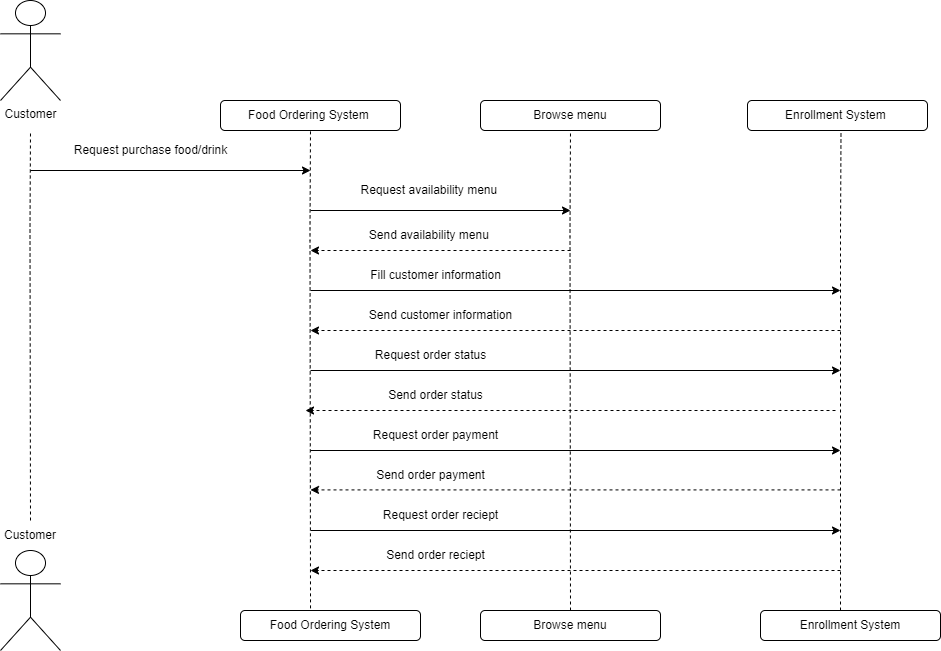 Customer
Food Ordering System
Browse menu
Enrollment System
Request purchase food/drink
Request availability menu
Send availability menu
Fill customer information
Send customer information
Request order status
Send order status
Request order payment
Send order payment
Request order reciept
Customer
Send order reciept
Food Ordering System
Browse menu
Enrollment System